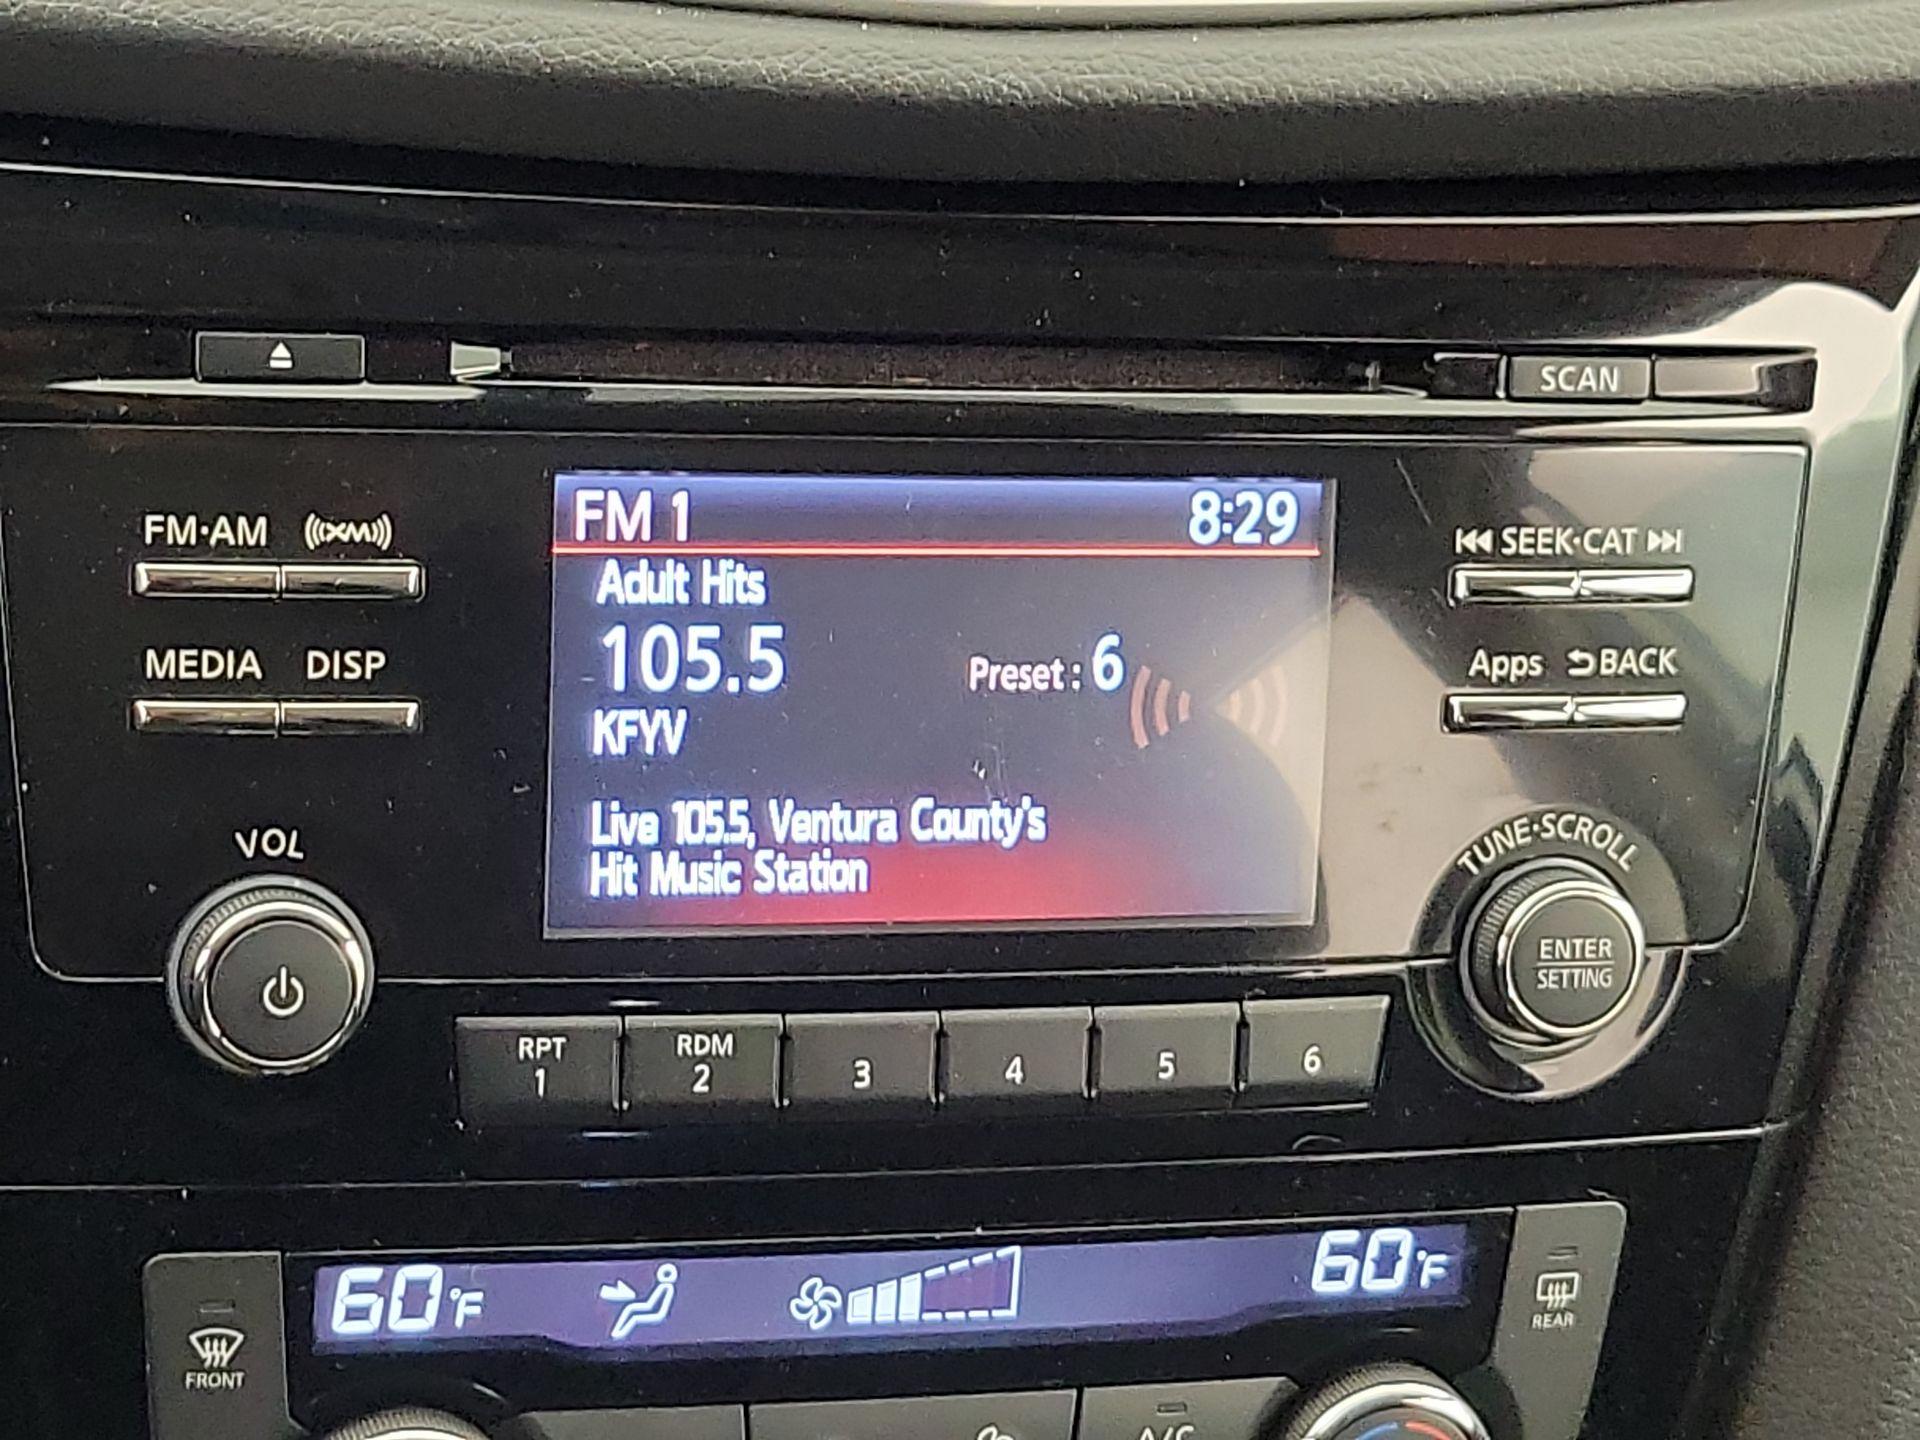 SCAN
FM 1 8:29
FM·AM XM
SEEK·CAT
Adult Hits
105.5 Preset : 6
MEDIA DISP
Apps BACK
KFYV
Live 105.5, Ventura County's
Hit Music Station
VOL
TUNE·SCROLL
ENTER
SETTING
RPT
1
RDM
2
3
4
5
6
60°F 60°F
FRONT
REAR
A/C